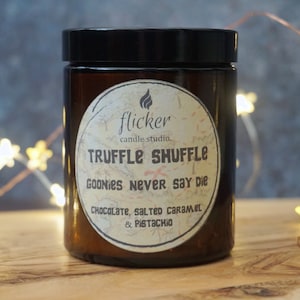 flicker
candle studio
TRUFFLE SHUFFLE
GOONIES NEVER SAY DIE
CHOCOLATE, SALTED CARAMEL
& PISTACHIO